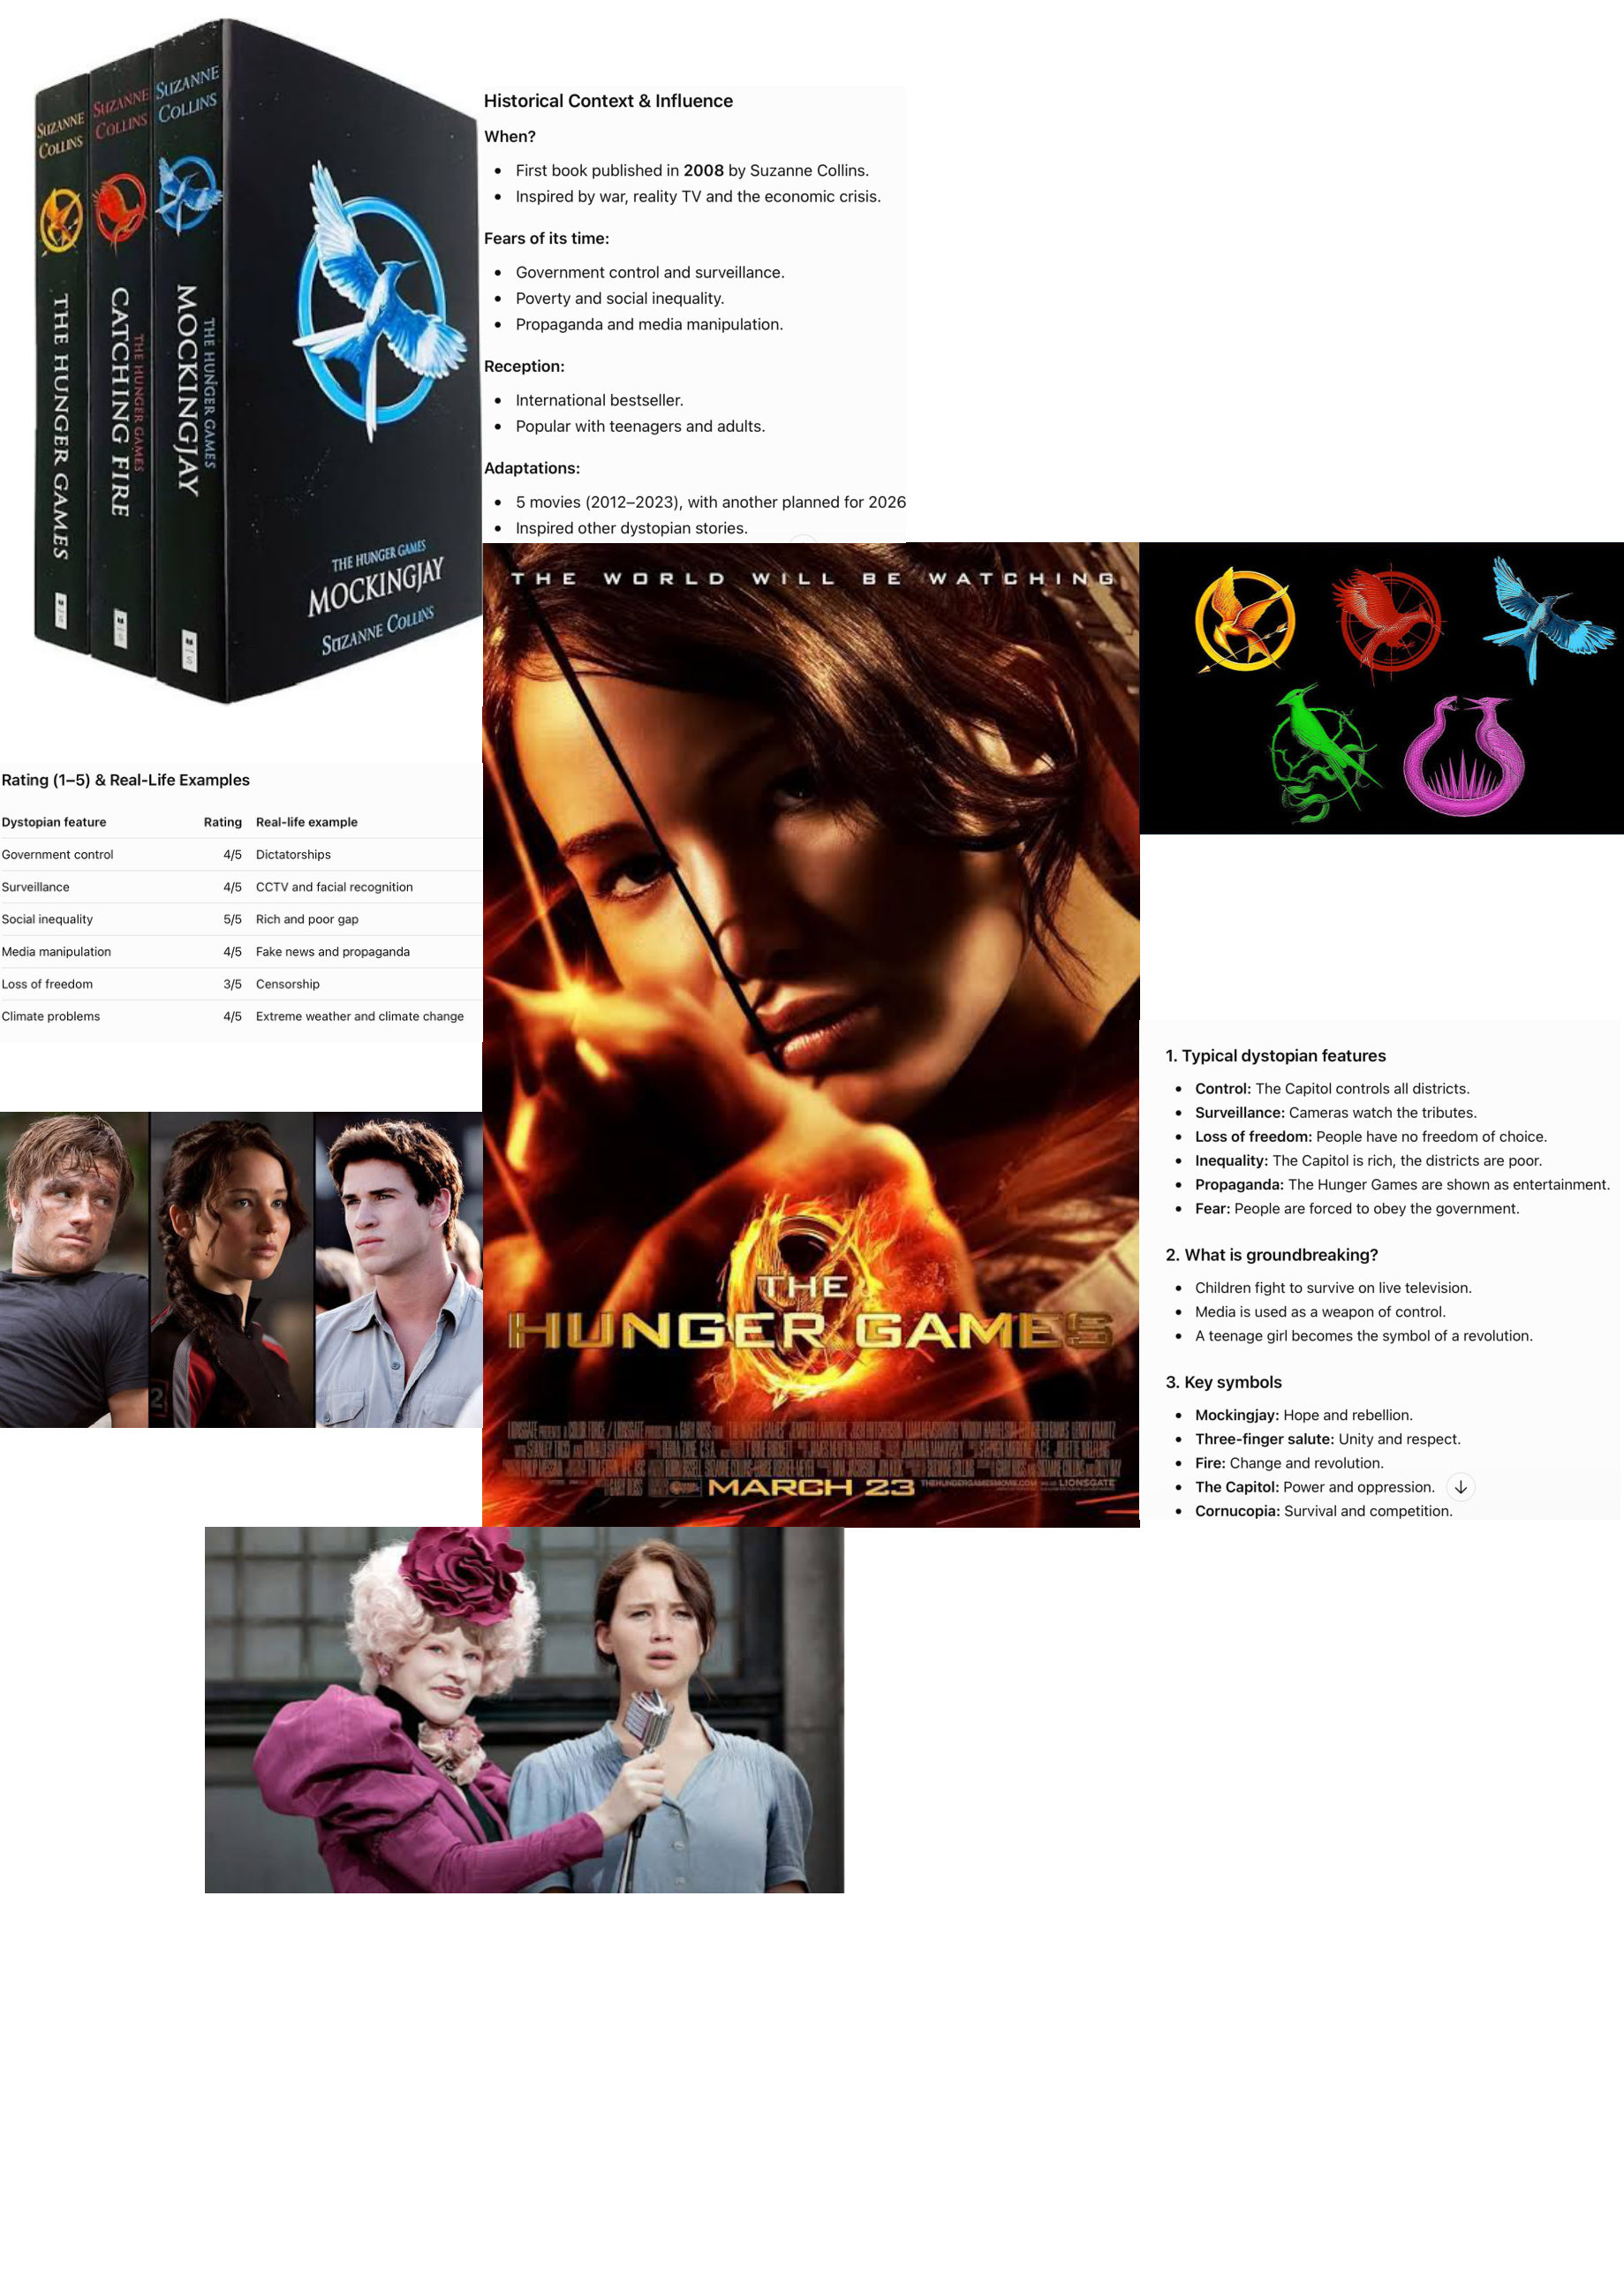 SUZANNE
COLLINS
THE HUNGER GAMES
SUZANNE
COLLINS
CATCHING FIRE
THE HUNGER GAMES
SUZANNE
COLLINS
MOCKINGJAY
THE HUNGER GAMES
THE HUNGER GAMES
MOCKINGJAY
SUZANNE COLLINS
Historical Context & Influence
When?
• First book published in 2008 by Suzanne Collins.
• Inspired by war, reality TV and the economic crisis.
Fears of its time:
• Government control and surveillance.
• Poverty and social inequality.
• Propaganda and media manipulation.
Reception:
• International bestseller.
• Popular with teenagers and adults.
Adaptations:
• 5 movies (2012–2023), with another planned for 2026
• Inspired other dystopian stories.
Rating (1–5) & Real-Life Examples
Dystopian feature Rating Real-life example
Government control 4/5 Dictatorships
Surveillance 4/5 CCTV and facial recognition
Social inequality 5/5 Rich and poor gap
Media manipulation 4/5 Fake news and propaganda
Loss of freedom 3/5 Censorship
Climate problems 4/5 Extreme weather and climate change
2
THE WORLD WILL BE WATCHING
THE
HUNGER GAMES
MARCH 23
THEHUNGERGAMESMOVIE.COM
LIONSGATE
1. Typical dystopian features
• Control: The Capitol controls all districts.
• Surveillance: Cameras watch the tributes.
• Loss of freedom: People have no freedom of choice.
• Inequality: The Capitol is rich, the districts are poor.
• Propaganda: The Hunger Games are shown as entertainment.
• Fear: People are forced to obey the government.
2. What is groundbreaking?
• Children fight to survive on live television.
• Media is used as a weapon of control.
• A teenage girl becomes the symbol of a revolution.
3. Key symbols
• Mockingjay: Hope and rebellion.
• Three-finger salute: Unity and respect.
• Fire: Change and revolution.
• The Capitol: Power and oppression.
• Cornucopia: Survival and competition.